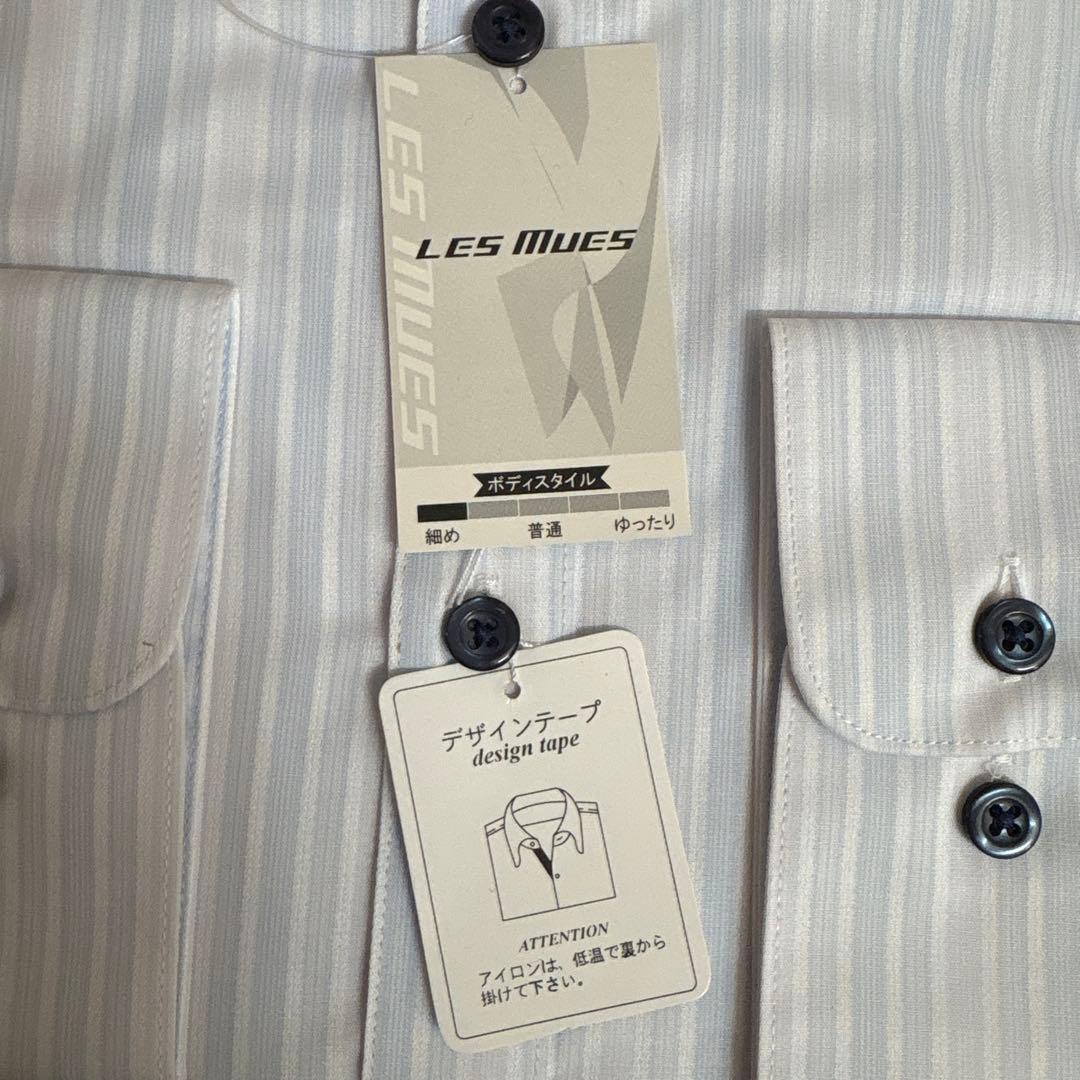 LES MUES
LES MUES
ボディスタイル
細め 普通 ゆったり
デザインテープ
design tape
ATTENTION
アイロンは、低温で裏から
掛けて下さい。